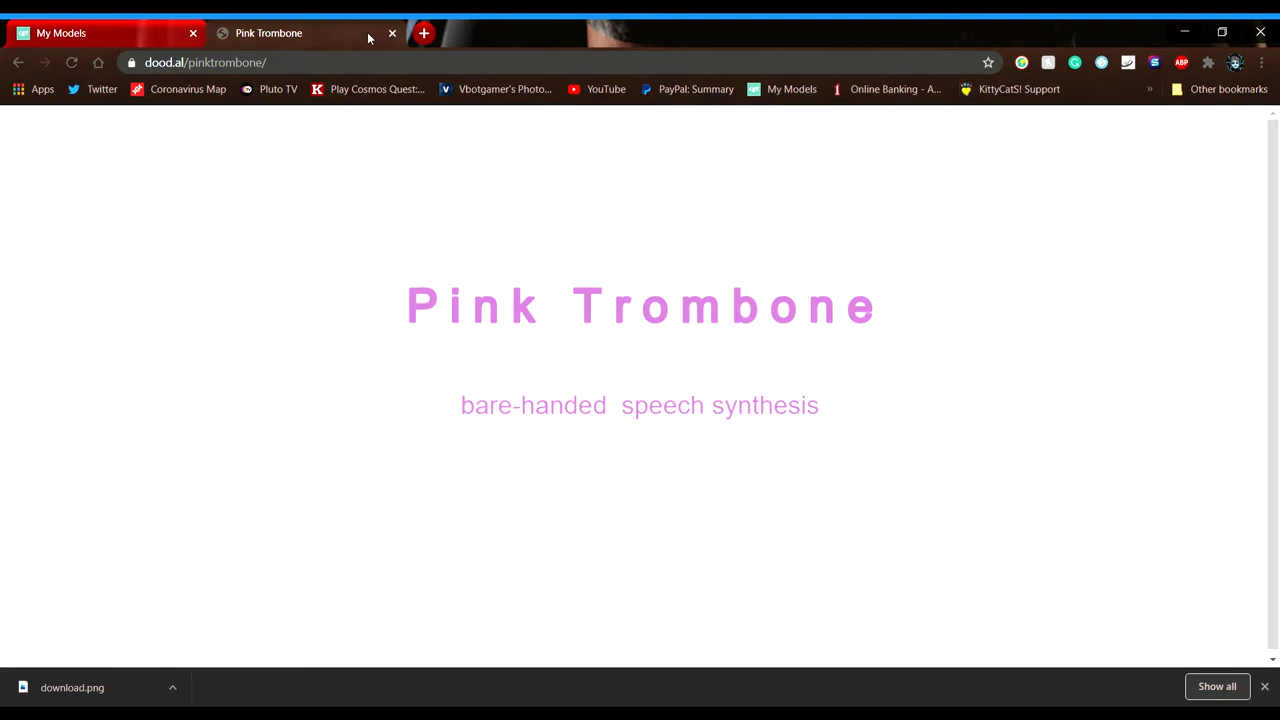 My Models
Pink Trombone
dood.al/pinktrombone/
ABP
Apps
Twitter
Coronavirus Map
Pluto TV
Play Cosmos Quest:...
Vbotgamer's Photo...
YouTube
PayPal: Summary
My Models
Online Banking - A...
KittyCatS! Support
»
Other bookmarks
Pink Trombone
bare-handed speech synthesis
download.png
Show all